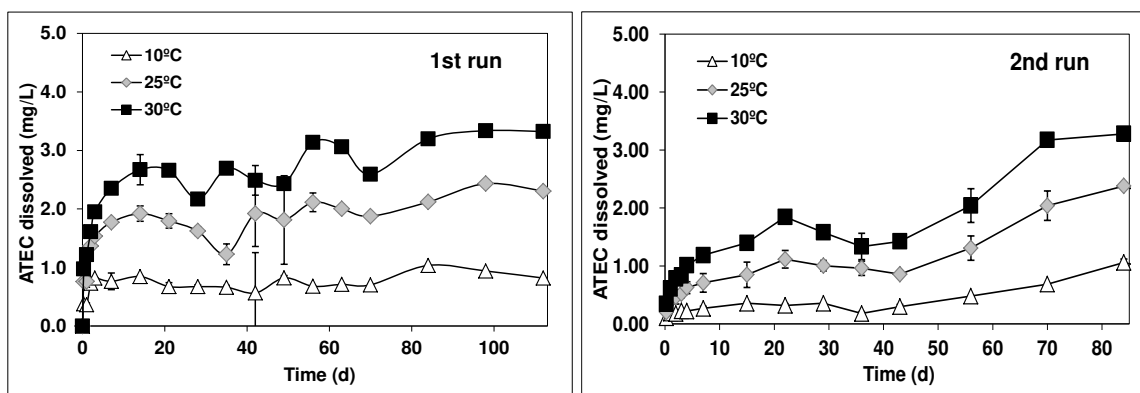 5.0
4.0
3.0
2.0
1.0
0.0
ATEC dissolved (mg/L)
10ºC
25ºC
30ºC
1st run
0 20 40 60 80 100
Time (d)
5.00
4.00
3.00
2.00
1.00
0.00
ATEC dissolved (mg/L)
10ºC
25ºC
30ºC
2nd run
0 10 20 30 40 50 60 70 80
Time (d)